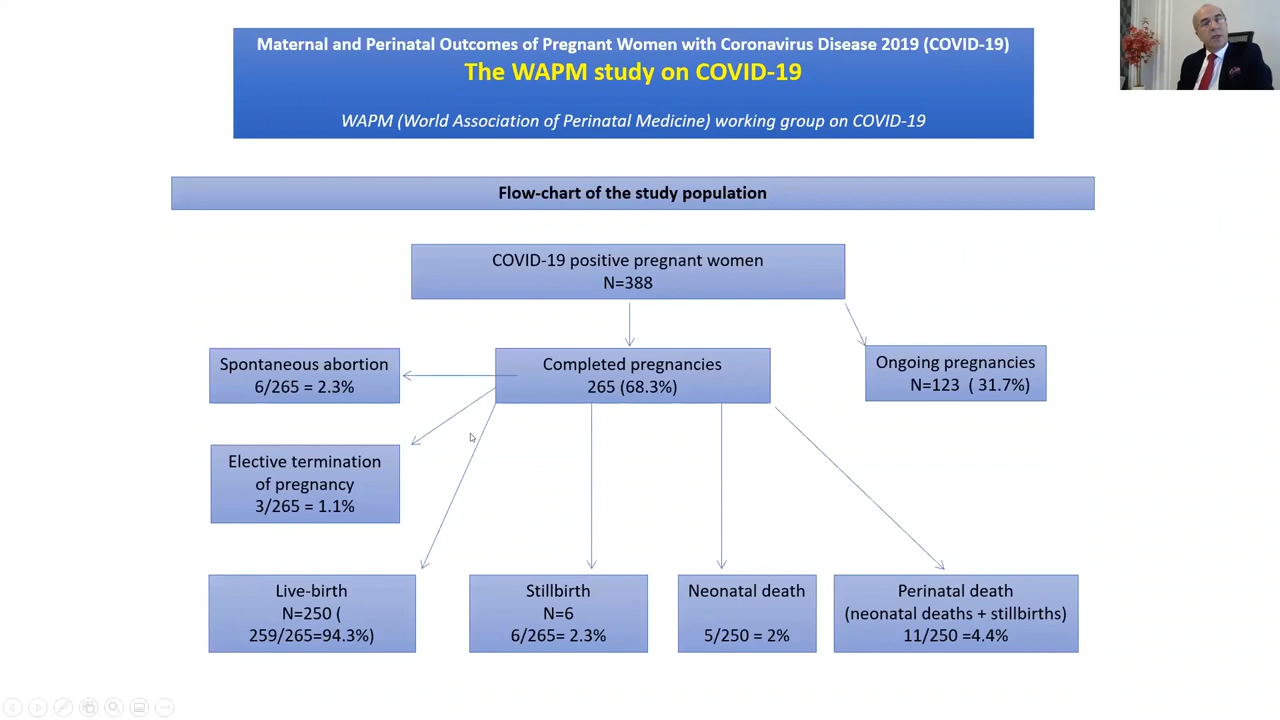 Maternal and Perinatal Outcomes of Pregnant Women with Coronavirus Disease 2019 (COVID-19)
The WAPM study on COVID-19
WAPM (World Association of Perinatal Medicine) working group on COVID-19
Flow-chart of the study population
COVID-19 positive pregnant women
N=388
Spontaneous abortion
6/265 = 2.3%
Completed pregnancies
265 (68.3%)
Ongoing pregnancies
N=123 ( 31.7%)
Elective termination
of pregnancy
3/265 = 1.1%
Live-birth
N=250 (
259/265=94.3%)
Stillbirth
N=6
6/265= 2.3%
Neonatal death
5/250 = 2%
Perinatal death
(neonatal deaths + stillbirths)
11/250 =4.4%